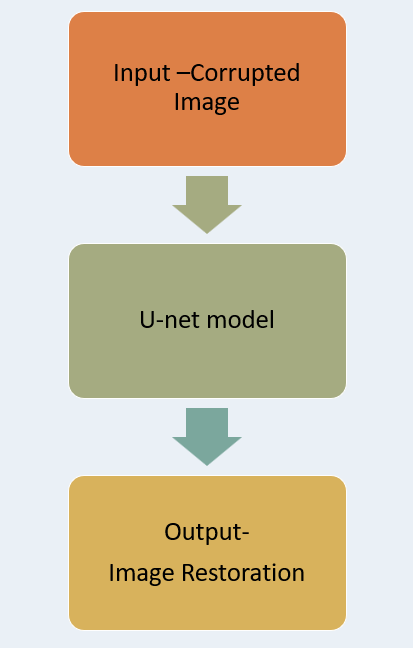 Input –Corrupted
Image
U-net model
Output-
Image Restoration